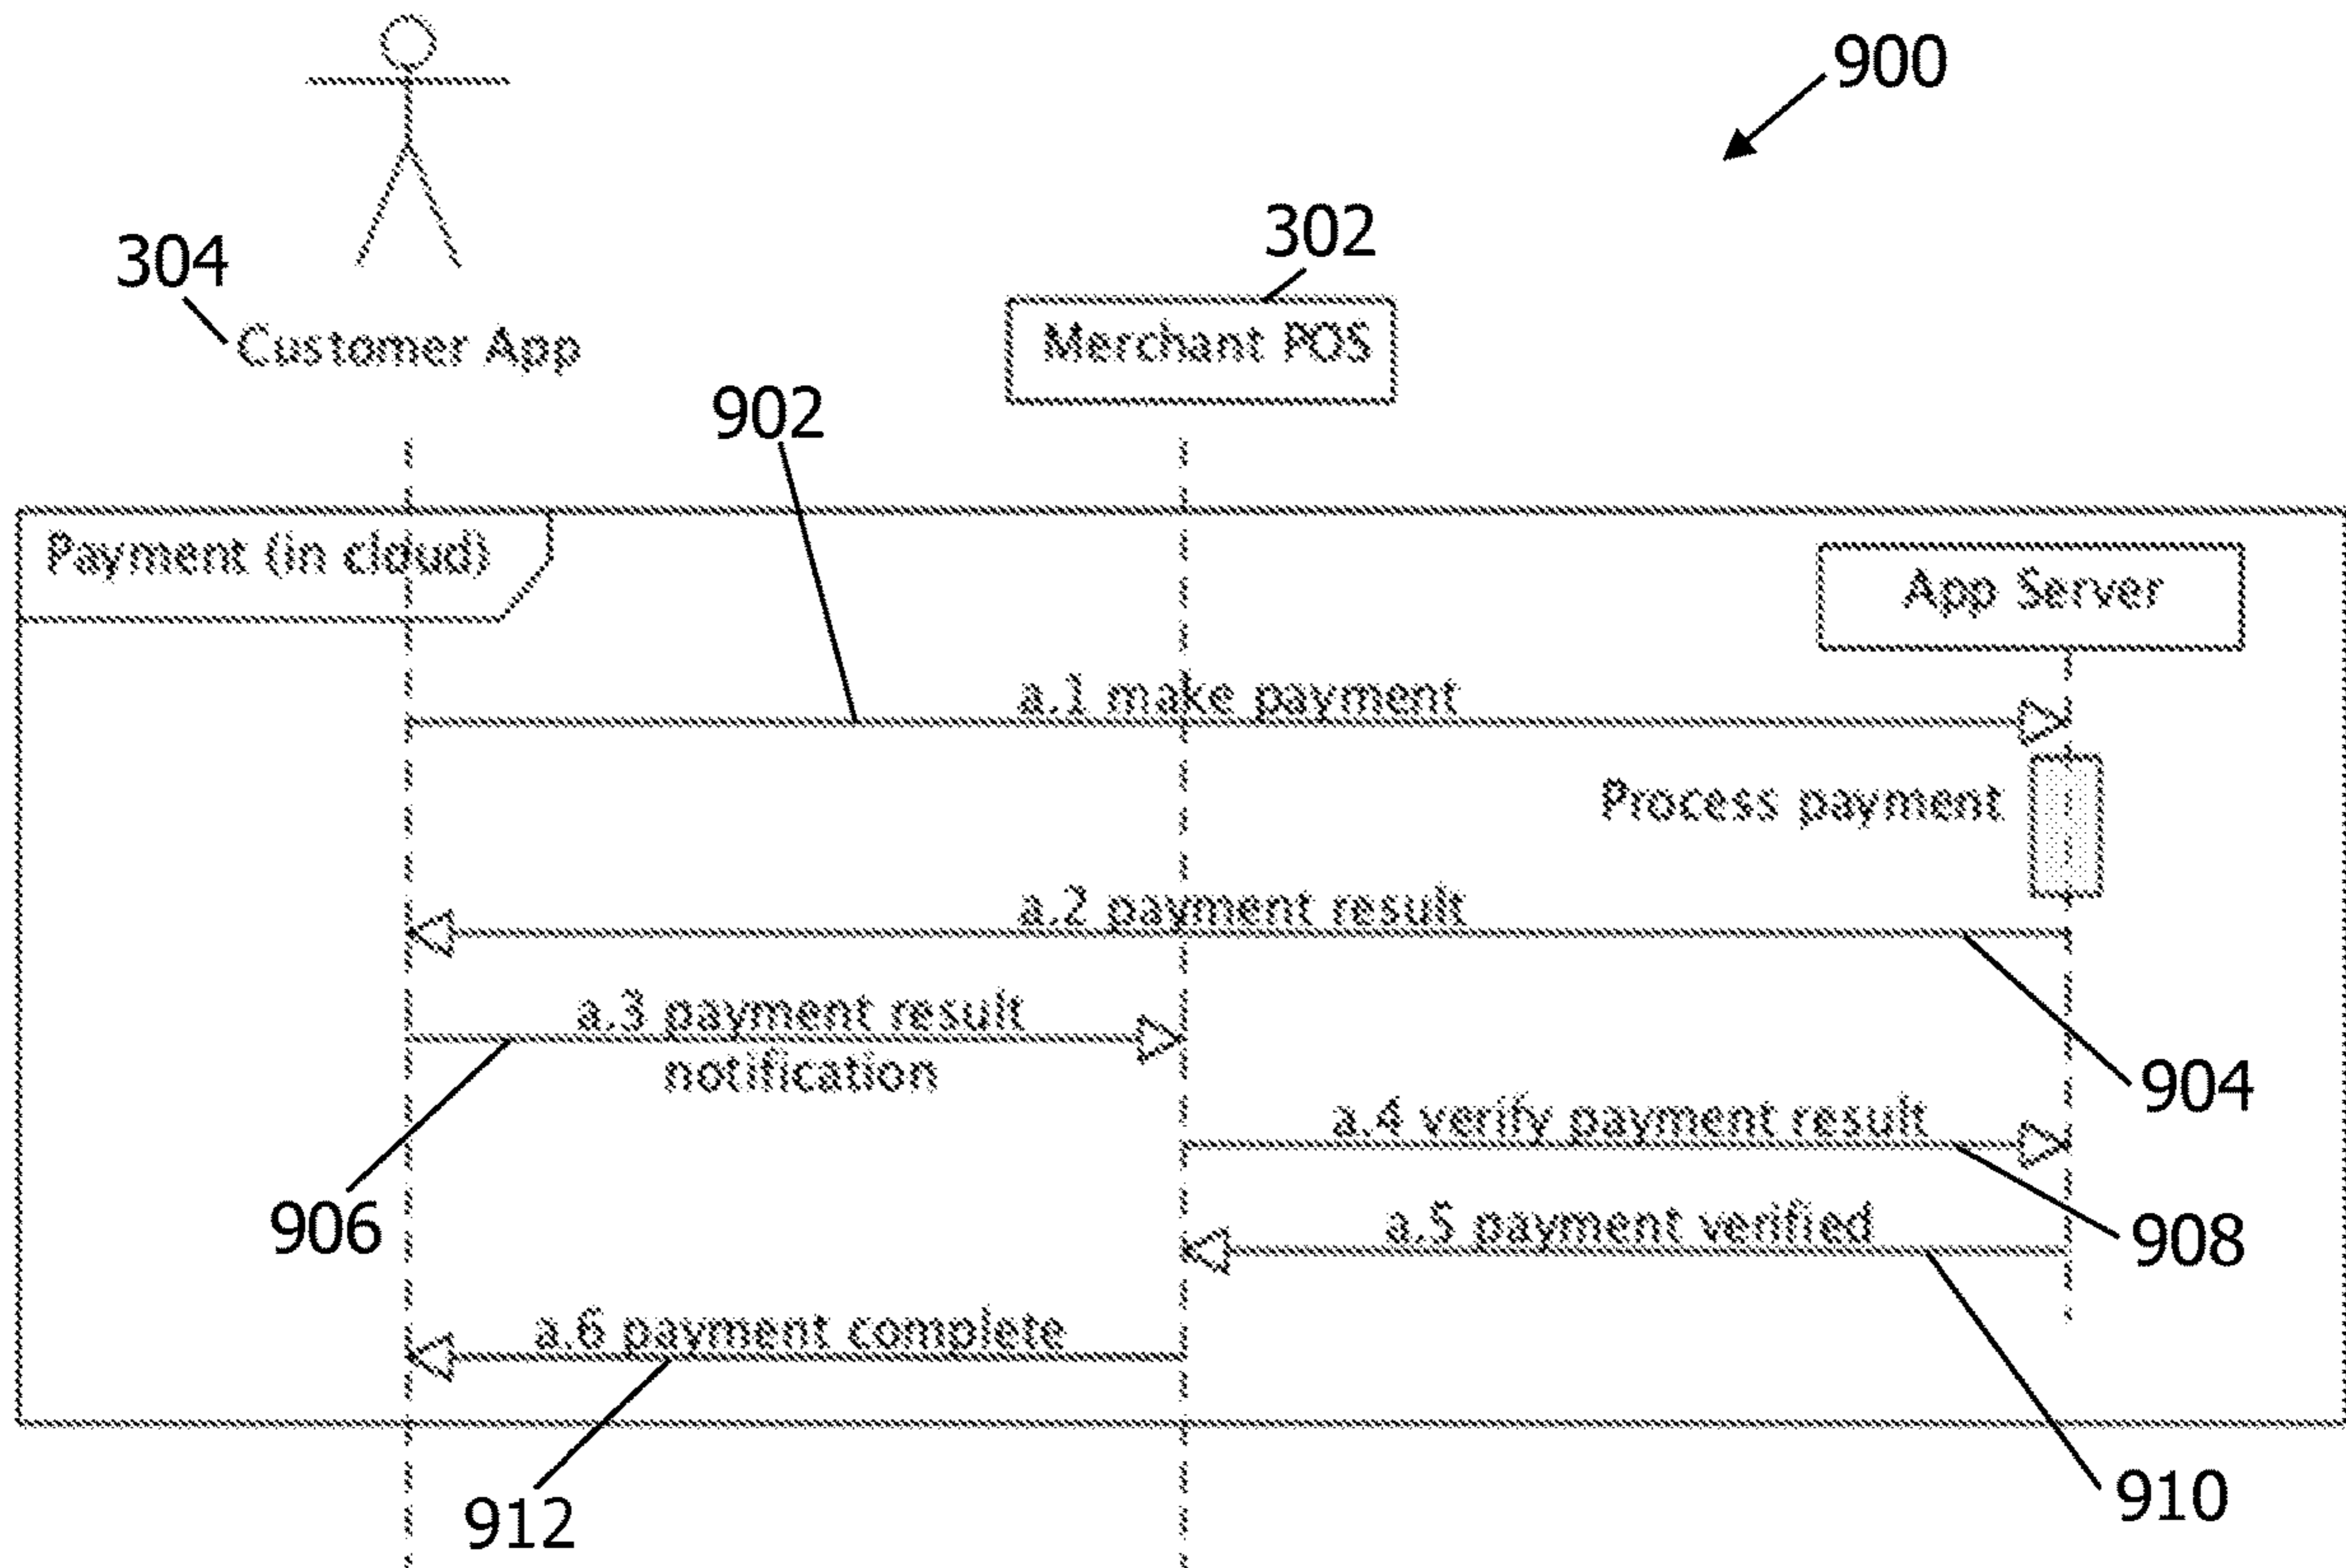 900
302
304
Customer App
Merchant POS
902
Payment (in cloud)
App Server
a.1 make payment
Process payment
a.2 payment result
a.3 payment result
notification
904
a.4 verify payment result
906
a.5 payment verified
908
a.6 payment complete
910
912